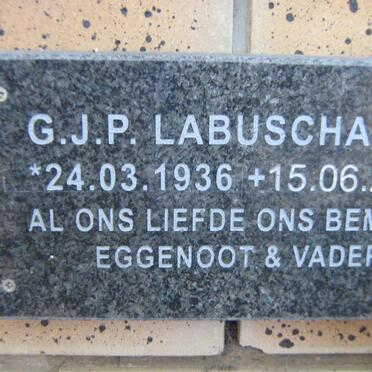 G.J.P. LABUSCHA
*24.03.1936 +15.06.
AL ONS LIEFDE ONS BEM
EGGENOOT & VADER